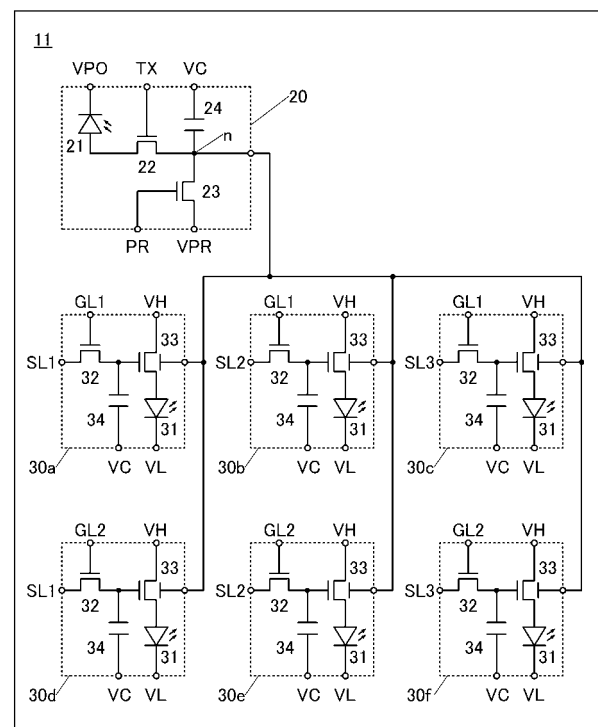 11
VPO TX VC
24 20
21 22 n
23
PR VPR
GL1 VH GL1 VH GL1 VH
33 33 33
SL1 SL2 SL3
32 32 32
34 31 34 31 34 31
30a VC VL 30b VC VL 30c VC VL
GL2 VH GL2 VH GL2 VH
33 33 33
SL1 SL2 SL3
32 32 32
34 31 34 31 34 31
30d VC VL 30e VC VL 30f VC VL